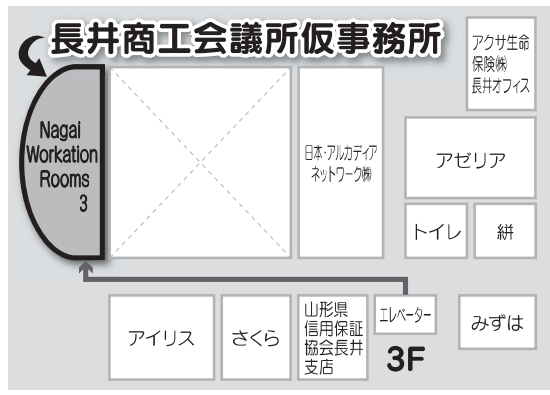 長井商工会議所仮事務所
アクサ生命
保険㈱
長井オフィス
Nagai
Workation
Rooms
3
日本・アルカディア
ネットワーク㈱
アゼリア
トイレ
絣
アイリス
さくら
山形県
信用保証
協会長井
支店
エレベーター
3F
みずは